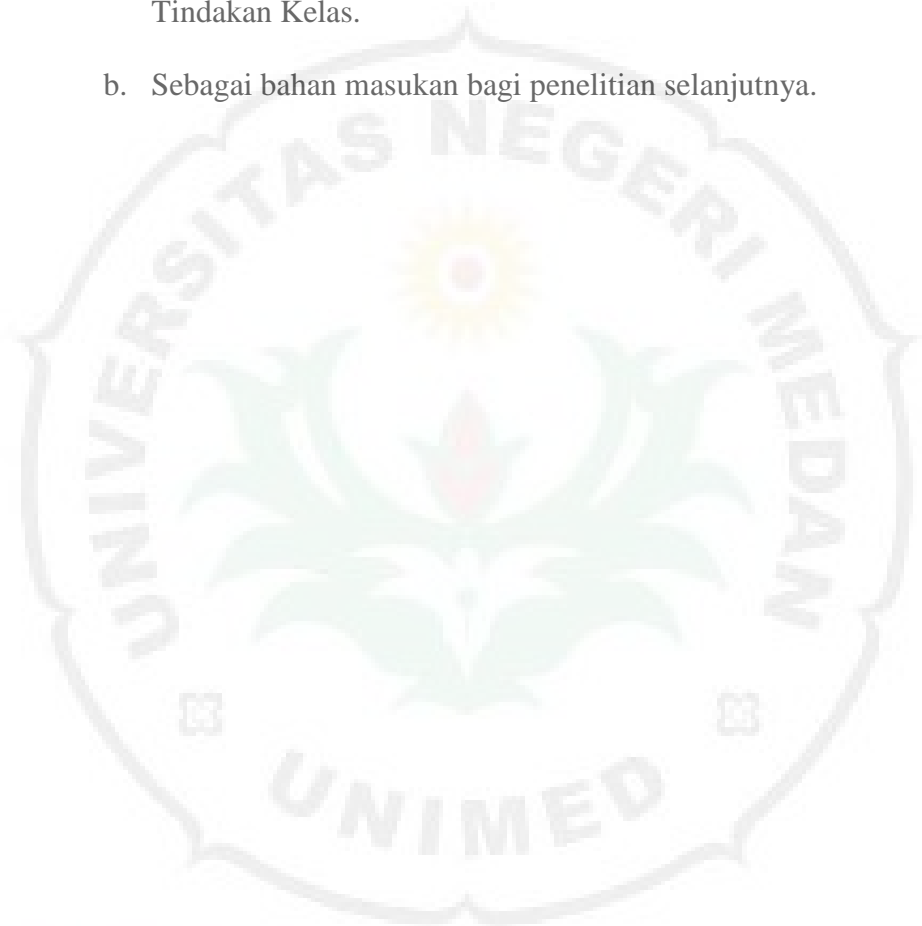 Tindakan Kelas.
b. Sebagai bahan masukan bagi penelitian selanjutnya.
UNIVERSITAS NEGERI MEDAN
UNIMED